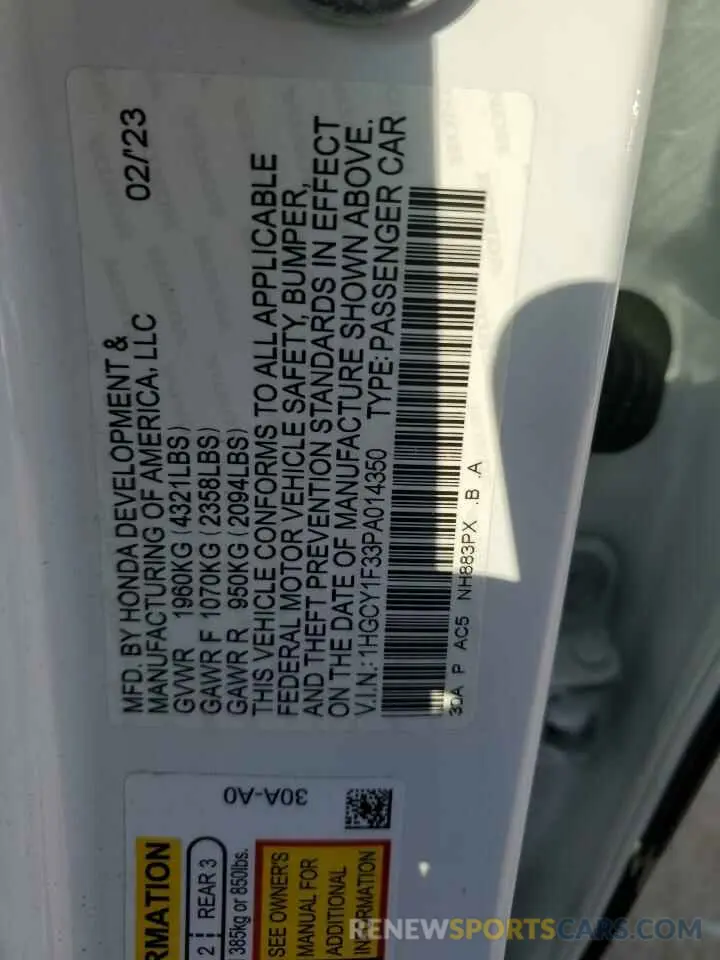 MFD. BY HONDA DEVELOPMENT & 02/'23
MANUFACTURING OF AMERICA, LLC
GVWR 1960KG (4321LBS)
GAWR F 1070KG (2358LBS)
GAWR R 950KG (2094LBS)
THIS VEHICLE CONFORMS TO ALL APPLICABLE
FEDERAL MOTOR VEHICLE SAFETY, BUMPER,
AND THEFT PREVENTION STANDARDS IN EFFECT
ON THE DATE OF MANUFACTURE SHOWN ABOVE.
V.I.N.: 1HGCY1F33PA014350 TYPE: PASSENGER CAR
30A P AC5 NH883PX .B .A
30A-A0
RMATION
2 REAR 3
385kg or 850lbs.
SEE OWNER'S
MANUAL FOR
ADDITIONAL
INFORMATION
RENEWSPORTSCARS.COM